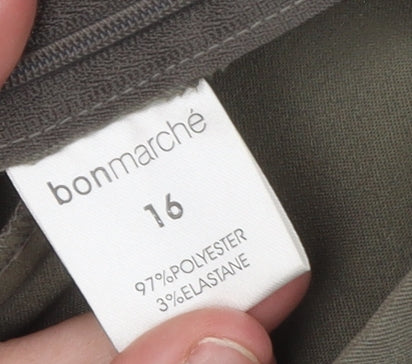 bonmarché
16
97%POLYESTER
3%ELASTANE